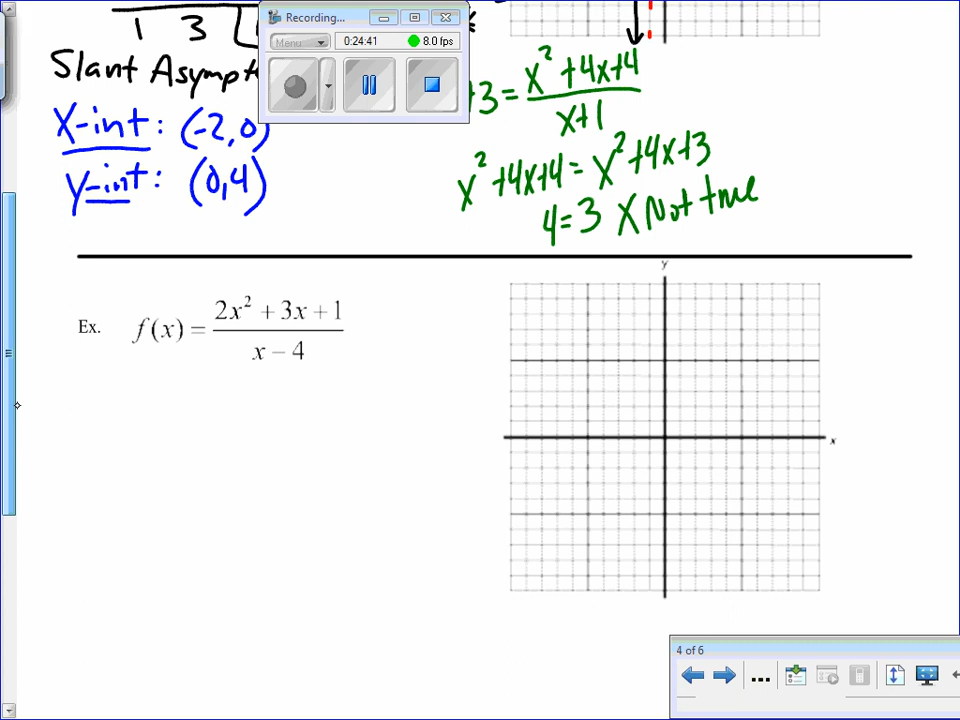 Recording...
Menu
0:24:41
8.0 fps
1 3
Slant Asymp
X-int: (-2,0)
y-int: (0,4)
+3 = x² + 4x + 4
x+1
x² + 4x + 4 = x² + 4x + 3
4 = 3 X Not true
Ex. f(x) = 2x² + 3x + 1
x − 4
y
x
4 of 6
...